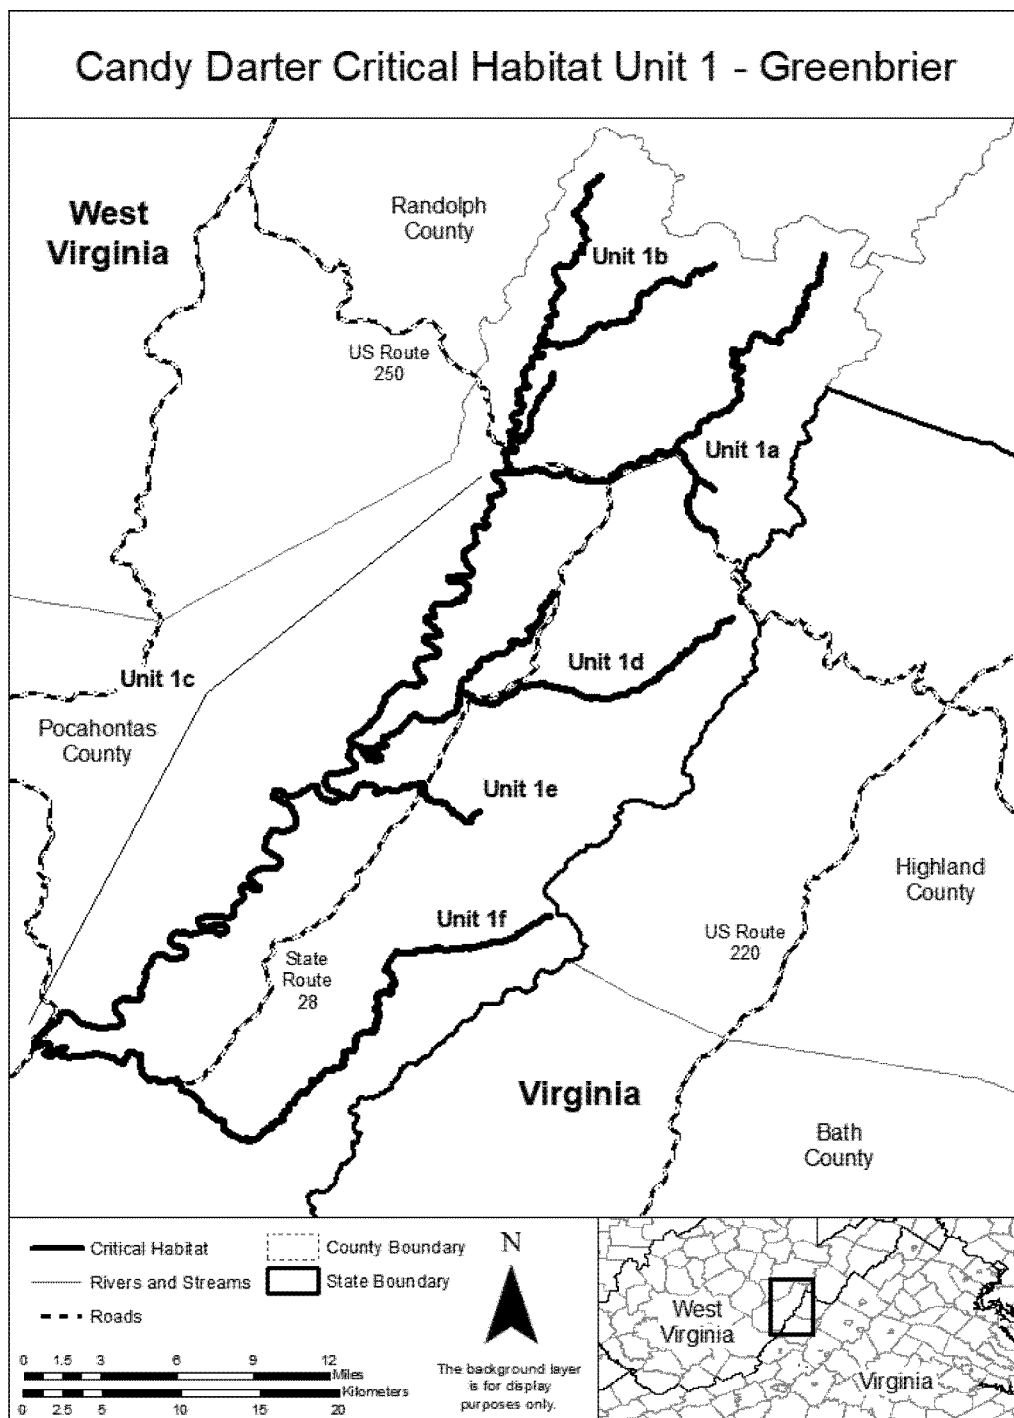 Candy Darter Critical Habitat Unit 1 - Greenbrier
West
Virginia
Randolph
County
Unit 1b
US Route
250
Unit 1a
Unit 1c
Unit 1d
Pocahontas
County
Unit 1e
Highland
County
Unit 1f
US Route
220
State
Route
28
Virginia
Bath
County
Critical Habitat
County Boundary
Rivers and Streams
State Boundary
Roads
0 1.5 3 6 9 12
Miles
Kilometers
0 2.5 5 10 15 20
N
The background layer
is for display
purposes only.
West
Virginia
Virginia